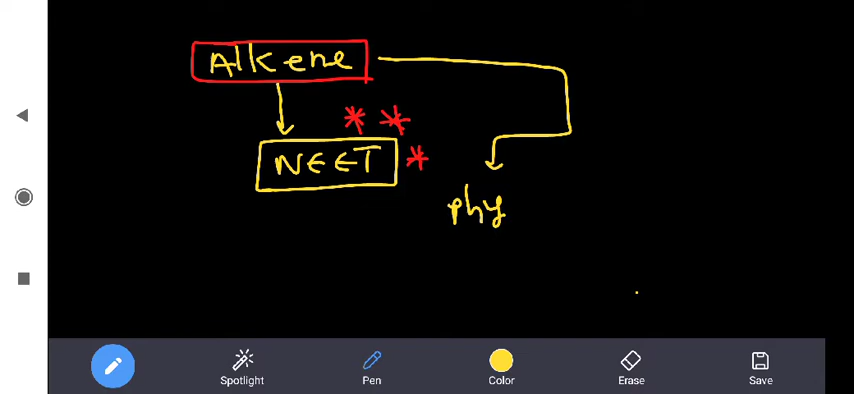 Alkene
NEET
phy
Spotlight
Pen
Color
Erase
Save